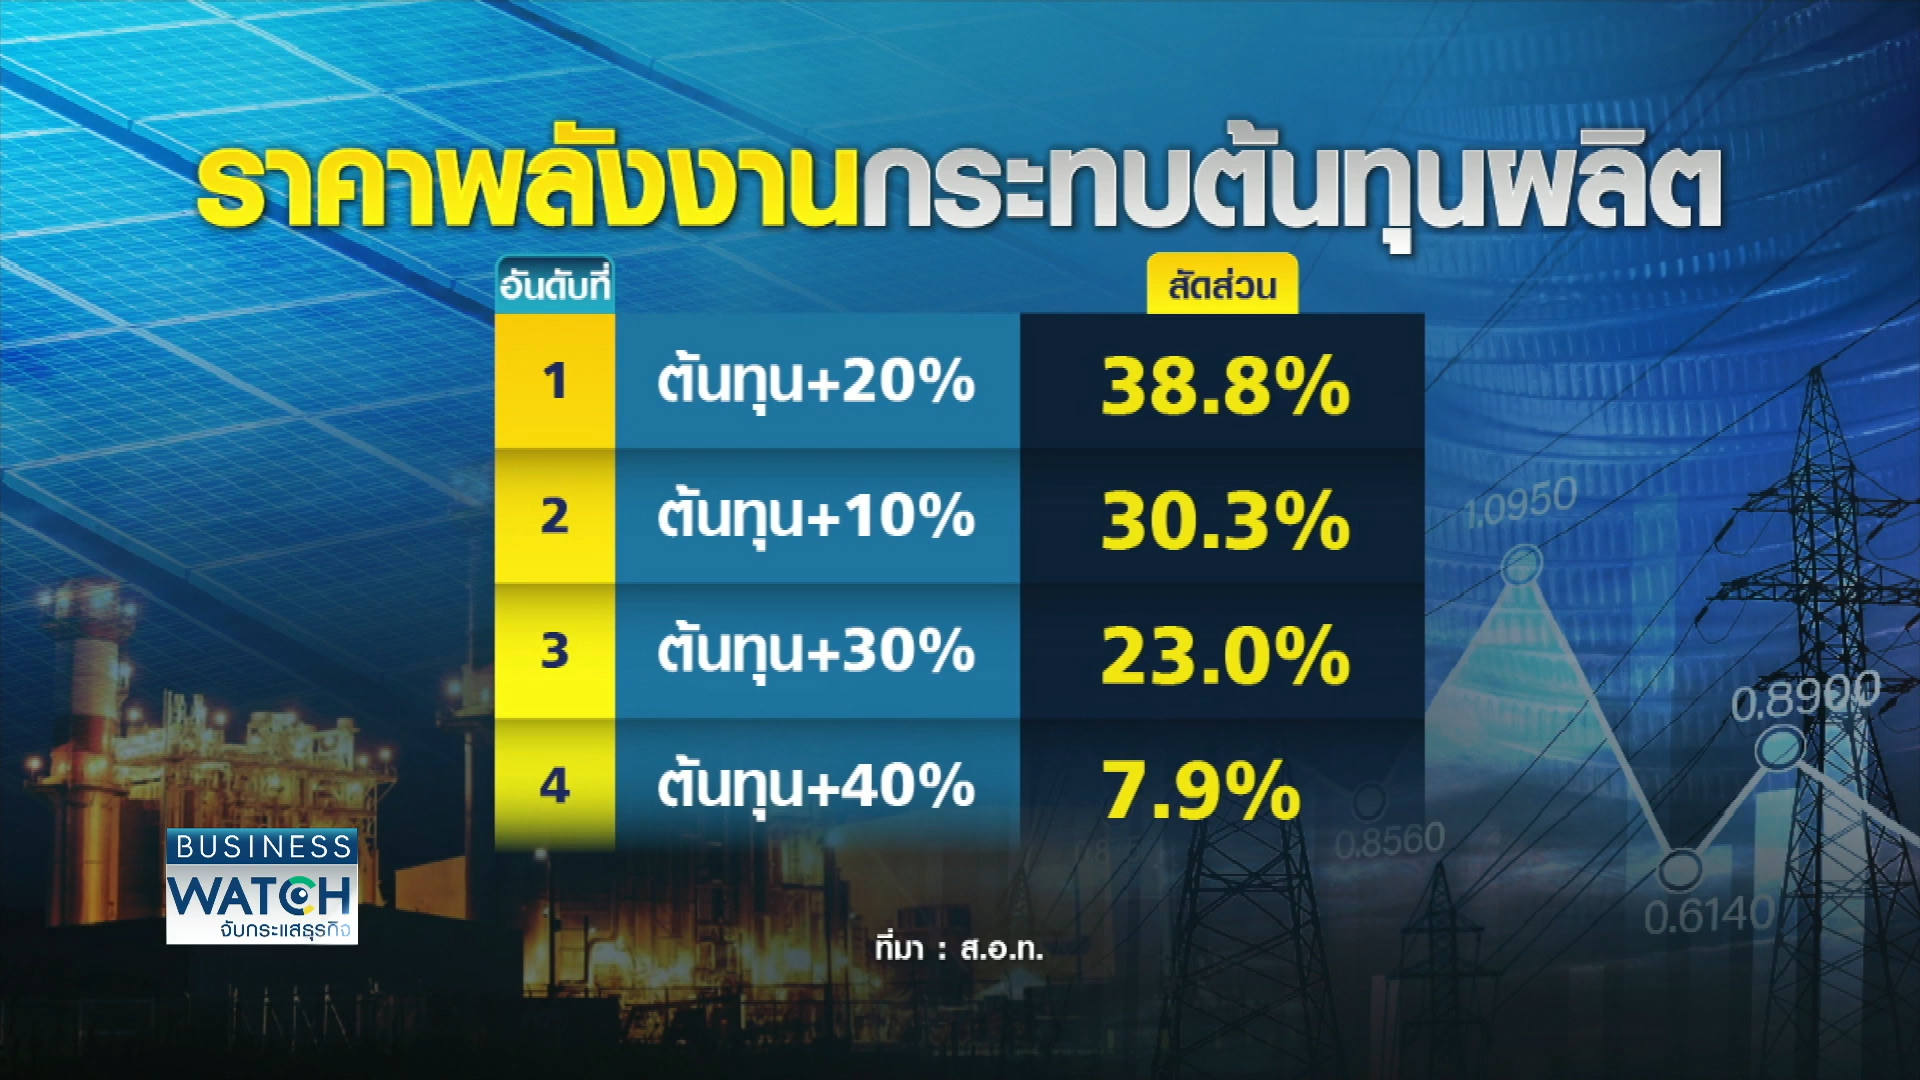 ราคาพลังงานกระทบต้นทุนผลิต
อันดับที่ สัดส่วน
1 ต้นทุน+20% 38.8%
2 ต้นทุน+10% 30.3%
3 ต้นทุน+30% 23.0%
4 ต้นทุน+40% 7.9%
1.0950
0.8900
0.8560
0.6140
BUSINESS
WATCH
จับกระแสธุรกิจ
ที่มา : ส.อ.ท.